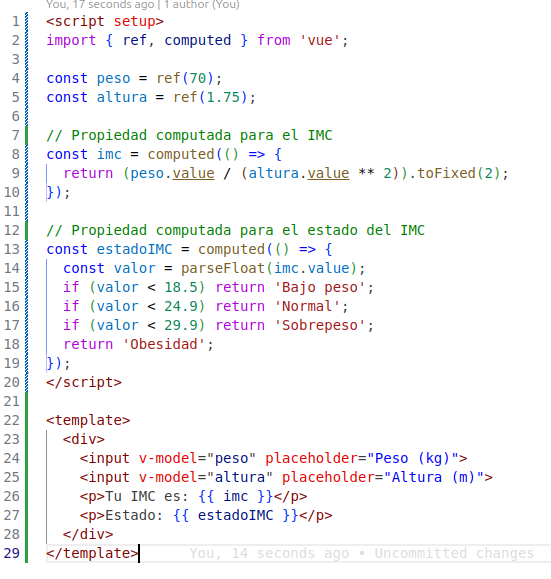 You, 17 seconds ago | 1 author (You)
1 <script setup>
2 import { ref, computed } from 'vue';
3
4 const peso = ref(70);
5 const altura = ref(1.75);
6
7 // Propiedad computada para el IMC
8 const imc = computed(() => {
9   return (peso.value / (altura.value ** 2)).toFixed(2);
10 });
11
12 // Propiedad computada para el estado del IMC
13 const estadoIMC = computed(() => {
14   const valor = parseFloat(imc.value);
15   if (valor < 18.5) return 'Bajo peso';
16   if (valor < 24.9) return 'Normal';
17   if (valor < 29.9) return 'Sobrepeso';
18   return 'Obesidad';
19 });
20 </script>
21
22 <template>
23   <div>
24     <input v-model="peso" placeholder="Peso (kg)">
25     <input v-model="altura" placeholder="Altura (m)">
26     <p>Tu IMC es: {{ imc }}</p>
27     <p>Estado: {{ estadoIMC }}</p>
28   </div>
29 </template> You, 14 seconds ago • Uncommitted changes